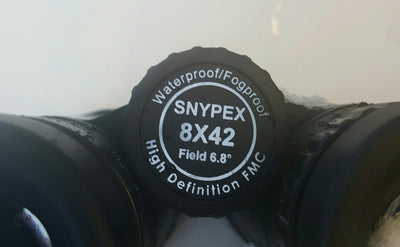 Waterproof/Fogproof
SNYPEX
8X42
Field 6.8°
High Definition FMC